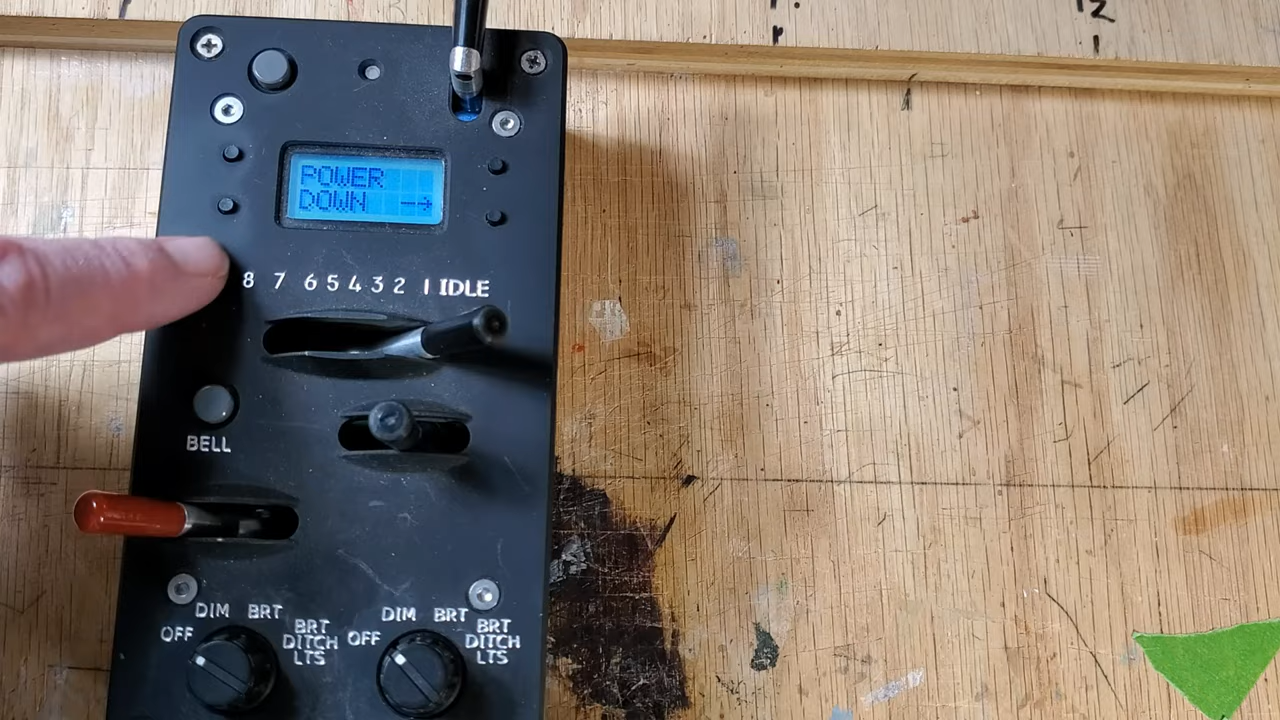 POWER
DOWN →
8 7 6 5 4 3 2 1 IDLE
BELL
OFF DIM BRT BRT DITCH LTS
OFF DIM BRT BRT DITCH LTS